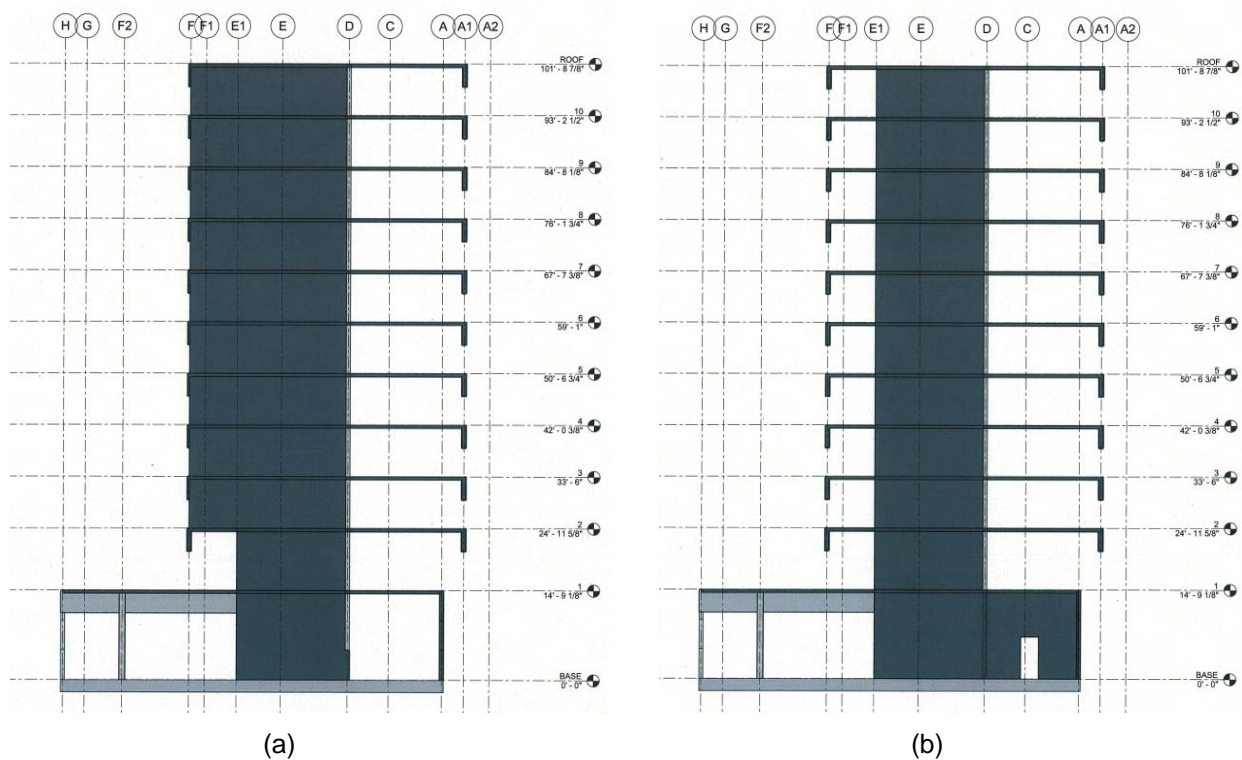 H G F2 F F1 E1 E D C A A1 A2
ROOF
101' - 8 7/8"
10
93' - 2 1/2"
9
84' - 8 1/8"
8
76' - 1 3/4"
7
67' - 7 3/8"
6
59' - 1"
5
50' - 6 3/4"
4
42' - 0 3/8"
3
33' - 6"
2
24' - 11 5/8"
1
14' - 9 1/8"
BASE
0' - 0"
(a)
H G F2 F F1 E1 E D C A A1 A2
ROOF
101' - 8 7/8"
10
93' - 2 1/2"
9
84' - 8 1/8"
8
76' - 1 3/4"
7
67' - 7 3/8"
6
59' - 1"
5
50' - 6 3/4"
4
42' - 0 3/8"
3
33' - 6"
2
24' - 11 5/8"
1
14' - 9 1/8"
BASE
0' - 0"
(b)